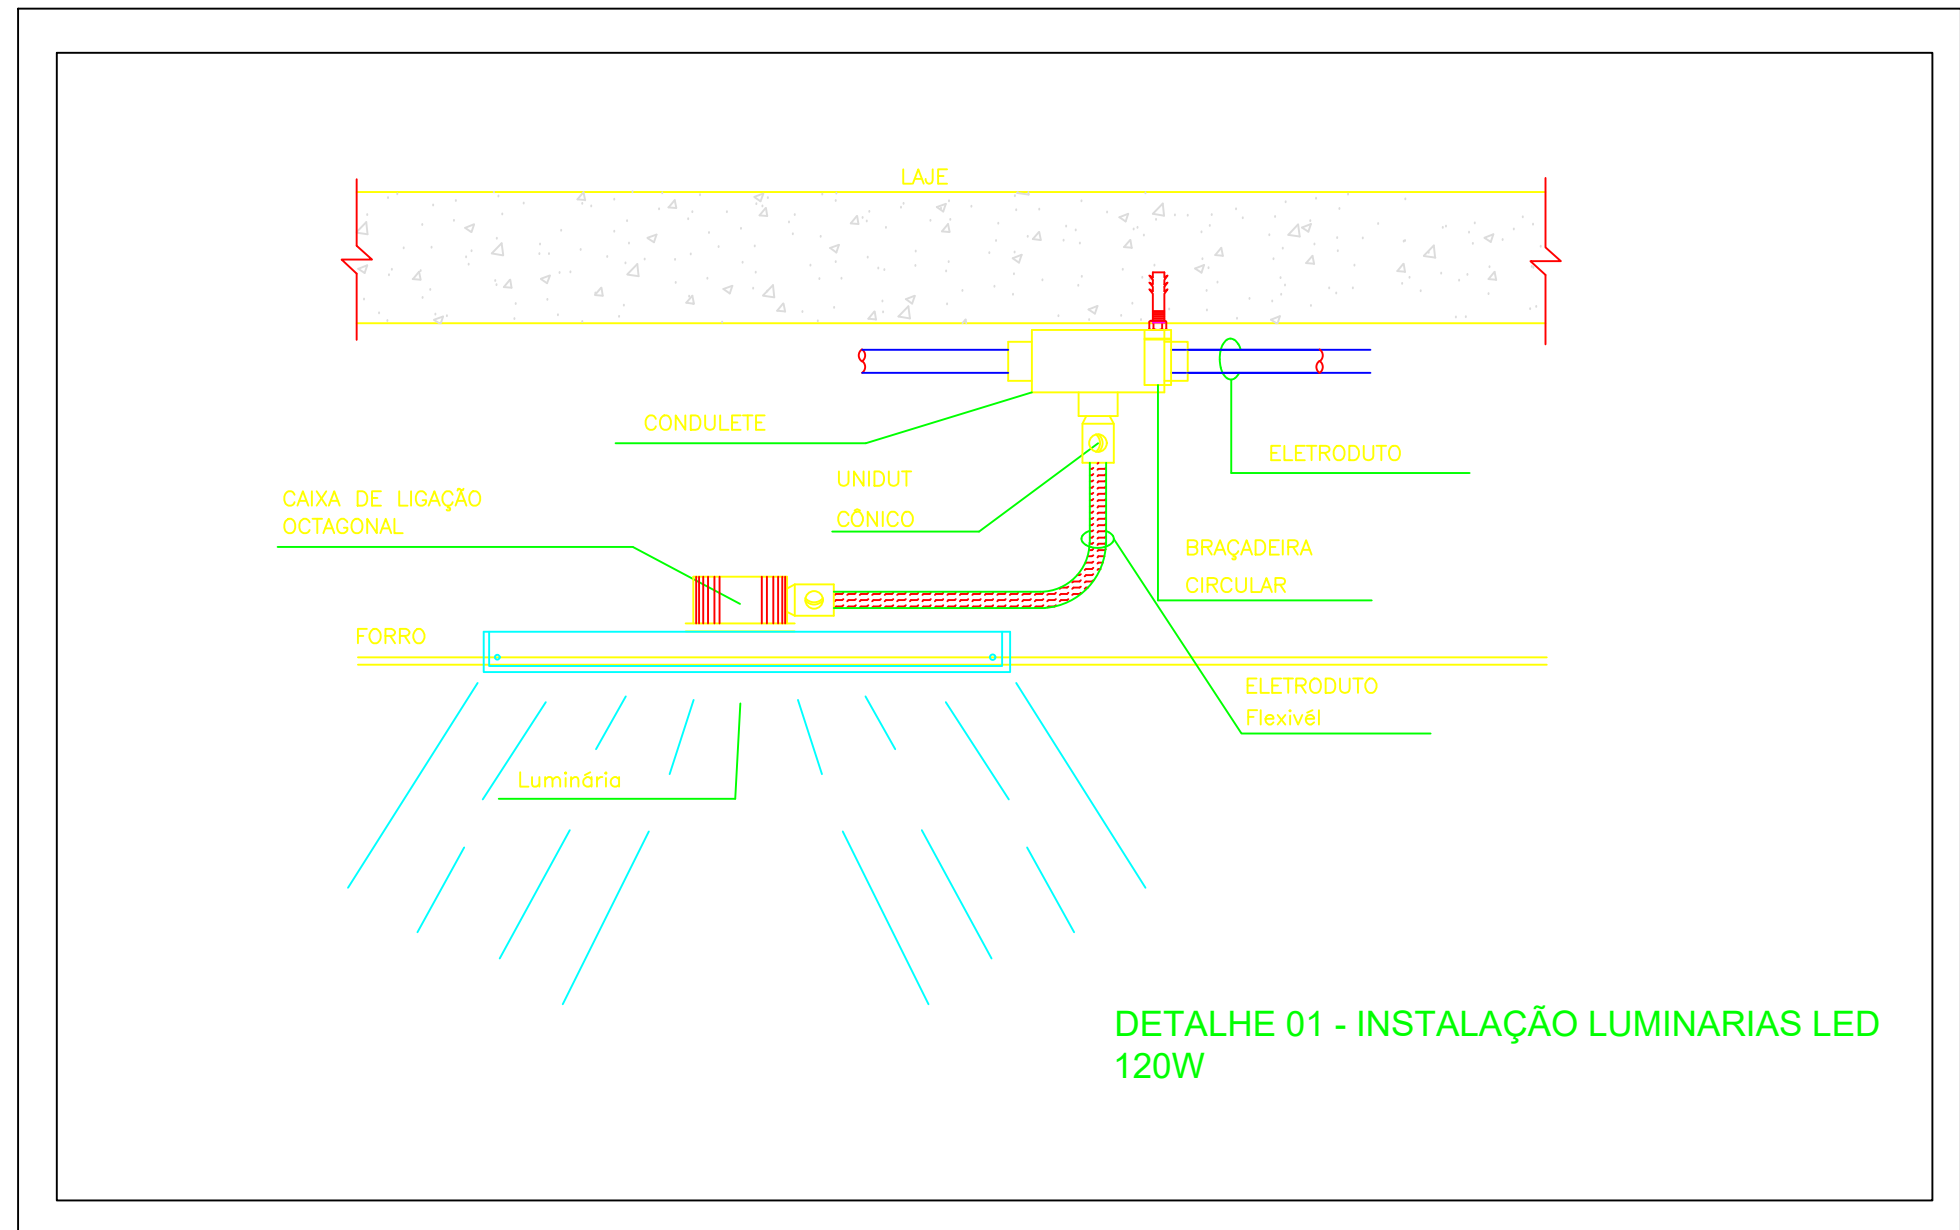 LAJE
CONDULETE
ELETRODUTO
UNIDUT
CÔNICO
CAIXA DE LIGAÇÃO
OCTAGONAL
BRAÇADEIRA
CIRCULAR
FORRO
ELETRODUTO
Flexivél
Luminária
DETALHE 01 - INSTALAÇÃO LUMINARIAS LED
120W